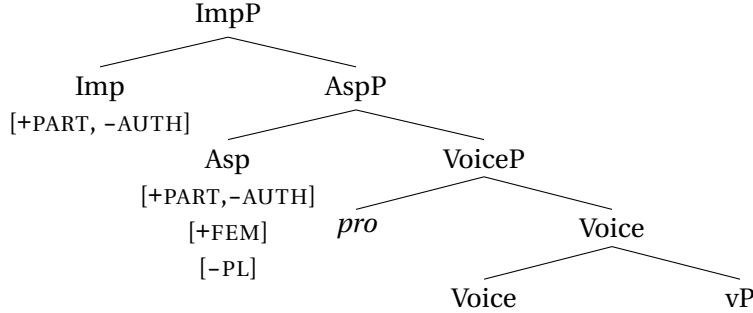 ImpP
Imp AspP
[+PART, –AUTH]
Asp VoiceP
[+PART,–AUTH] pro Voice
[+FEM]
[–PL]
Voice vP